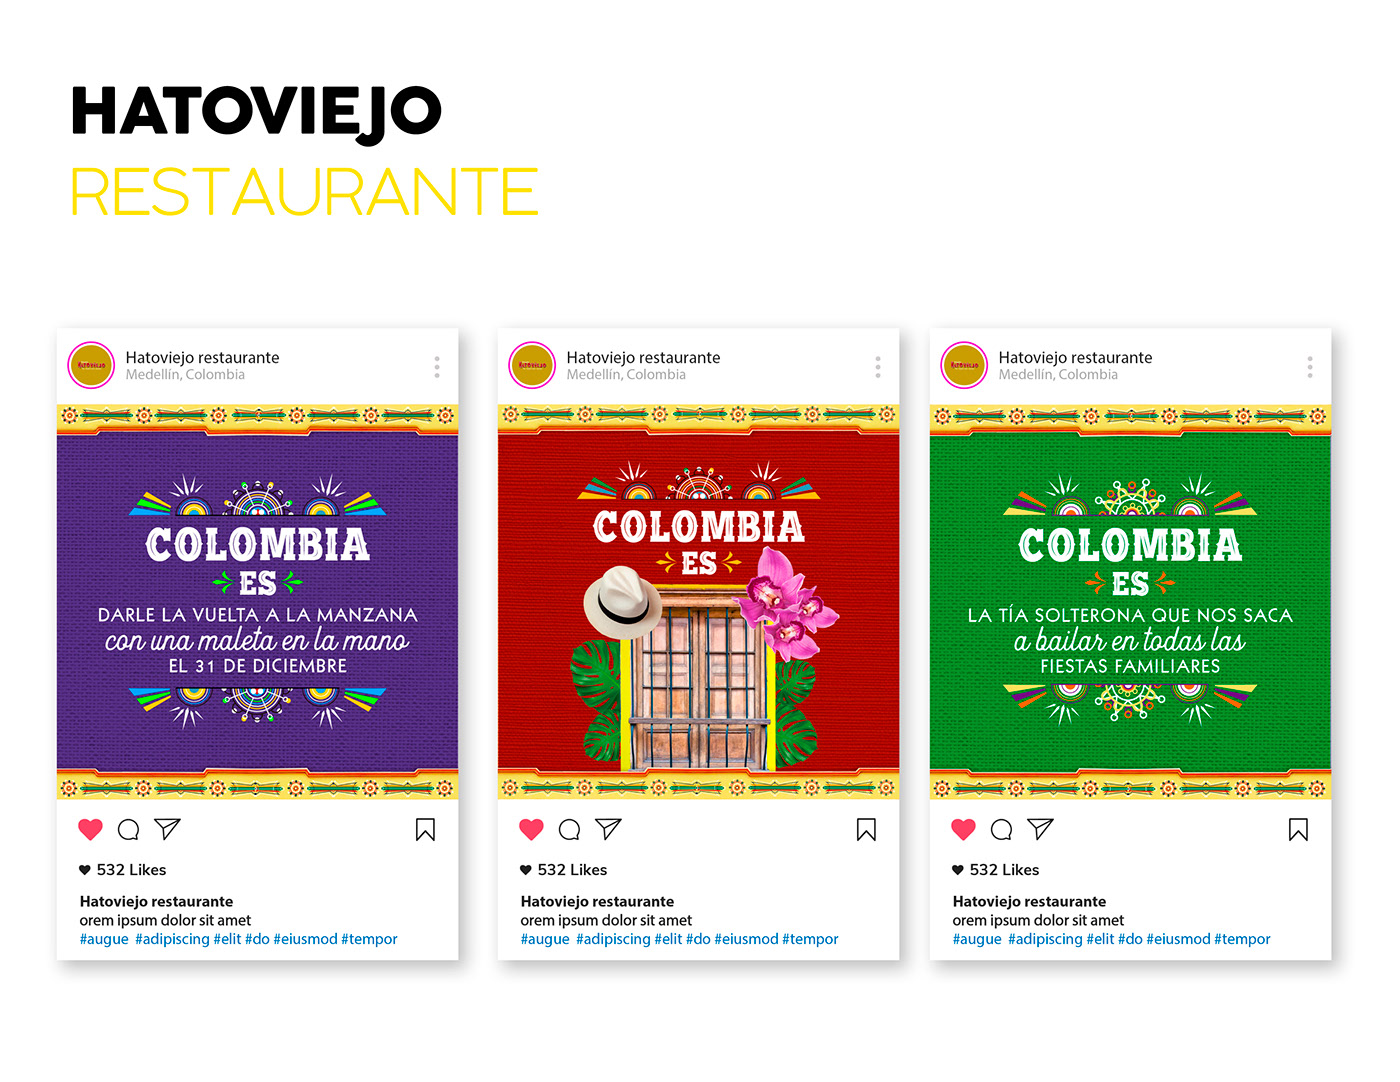 HATOVIEJO
RESTAURANTE
Hatoviejo restaurante
Medellín, Colombia
HATOVIEJO
COLOMBIA
ES
DARLE LA VUELTA A LA MANZANA
con una maleta en la mano
EL 31 DE DICIEMBRE
532 Likes
Hatoviejo restaurante
orem ipsum dolor sit amet
#augue #adipiscing #elit #do #eiusmod #tempor
Hatoviejo restaurante
Medellín, Colombia
HATOVIEJO
COLOMBIA
ES
532 Likes
Hatoviejo restaurante
orem ipsum dolor sit amet
#augue #adipiscing #elit #do #eiusmod #tempor
Hatoviejo restaurante
Medellín, Colombia
HATOVIEJO
COLOMBIA
ES
LA TÍA SOLTERONA QUE NOS SACA
a bailar en todas las
FIESTAS FAMILIARES
532 Likes
Hatoviejo restaurante
orem ipsum dolor sit amet
#augue #adipiscing #elit #do #eiusmod #tempor